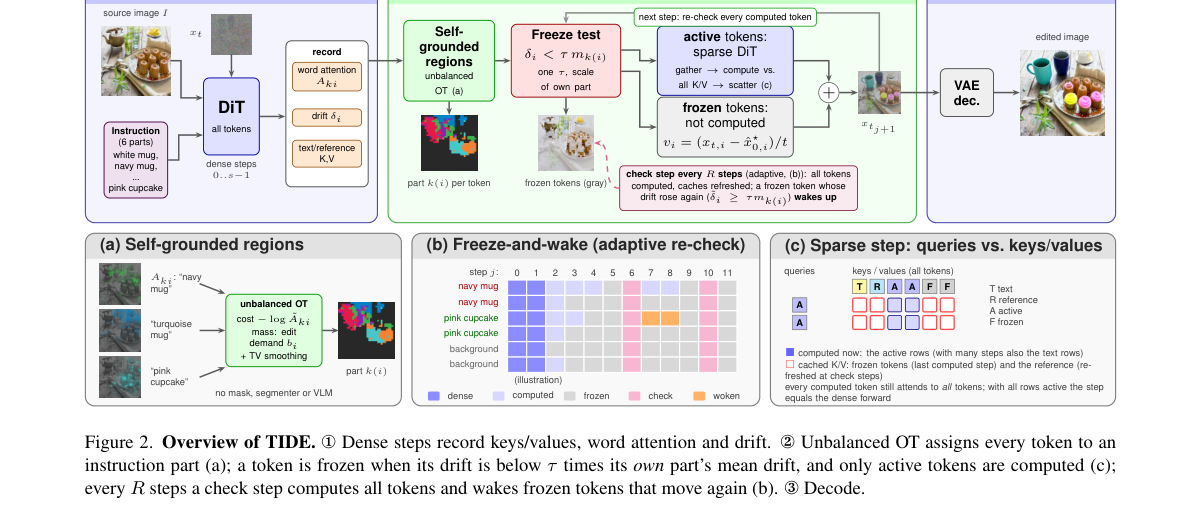 source image I
x_t
Instruction
(6 parts)
white mug,
navy mug,
...
pink cupcake
DiT
all tokens
dense steps
0..s−1
record
word attention
A_{ki}
drift δ_i
text/reference
K,V
Self-
grounded
regions
unbalanced
OT (a)
part k(i) per token
Freeze test
δ_i < τ m_{k(i)}
one τ, scale
of own part
frozen tokens (gray)
next step: re-check every computed token
active tokens:
sparse DiT
gather → compute vs.
all K/V → scatter (c)
frozen tokens:
not computed
v_i = (x_{t,i} − x̂^⋆_{0,i})/t
check step every R steps (adaptive, (b)): all tokens
computed, caches refreshed; a frozen token whose
drift rose again (δ̃_i ≥ τ m_{k(i)}) wakes up
+
x_{t_{j+1}}
VAE
dec.
edited image
(a) Self-grounded regions
A_{ki}: “navy
mug”
“turquoise
mug”
“pink
cupcake”
unbalanced OT
cost − log Ã_{ki}
mass: edit
demand b_i
+ TV smoothing
part k(i)
no mask, segmenter or VLM
(b) Freeze-and-wake (adaptive re-check)
step j: 0 1 2 3 4 5 6 7 8 9 10 11
navy mug
navy mug
pink cupcake
pink cupcake
background
background
(illustration)
dense computed frozen check woken
(c) Sparse step: queries vs. keys/values
queries
keys / values (all tokens)
T R A A F F
A
A
T text
R reference
A active
F frozen
computed now: the active rows (with many steps also the text rows)
cached K/V: frozen tokens (last computed step) and the reference (re-
freshed at check steps)
every computed token still attends to all tokens; with all rows active the step
equals the dense forward
Figure 2. Overview of TIDE. ① Dense steps record keys/values, word attention and drift. ② Unbalanced OT assigns every token to an
instruction part (a); a token is frozen when its drift is below τ times its own part’s mean drift, and only active tokens are computed (c);
every R steps a check step computes all tokens and wakes frozen tokens that move again (b). ③ Decode.